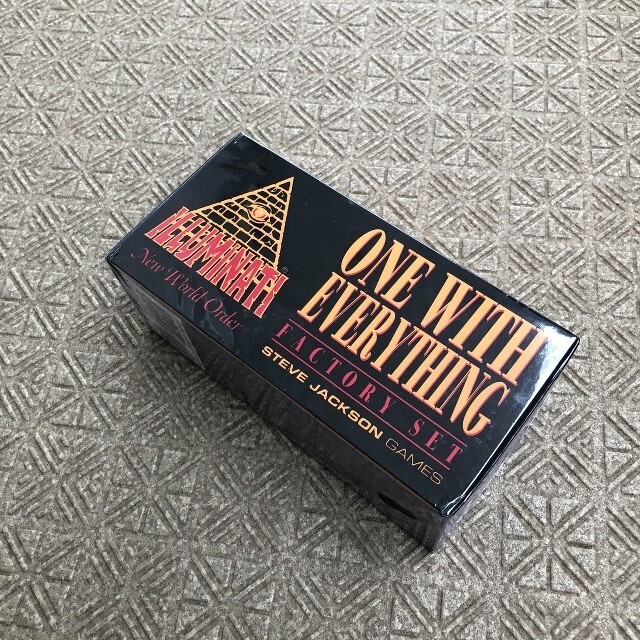 ILLUMINATI®
New World Order
ONE WITH
EVERYTHING
FACTORY SET
STEVE JACKSON GAMES